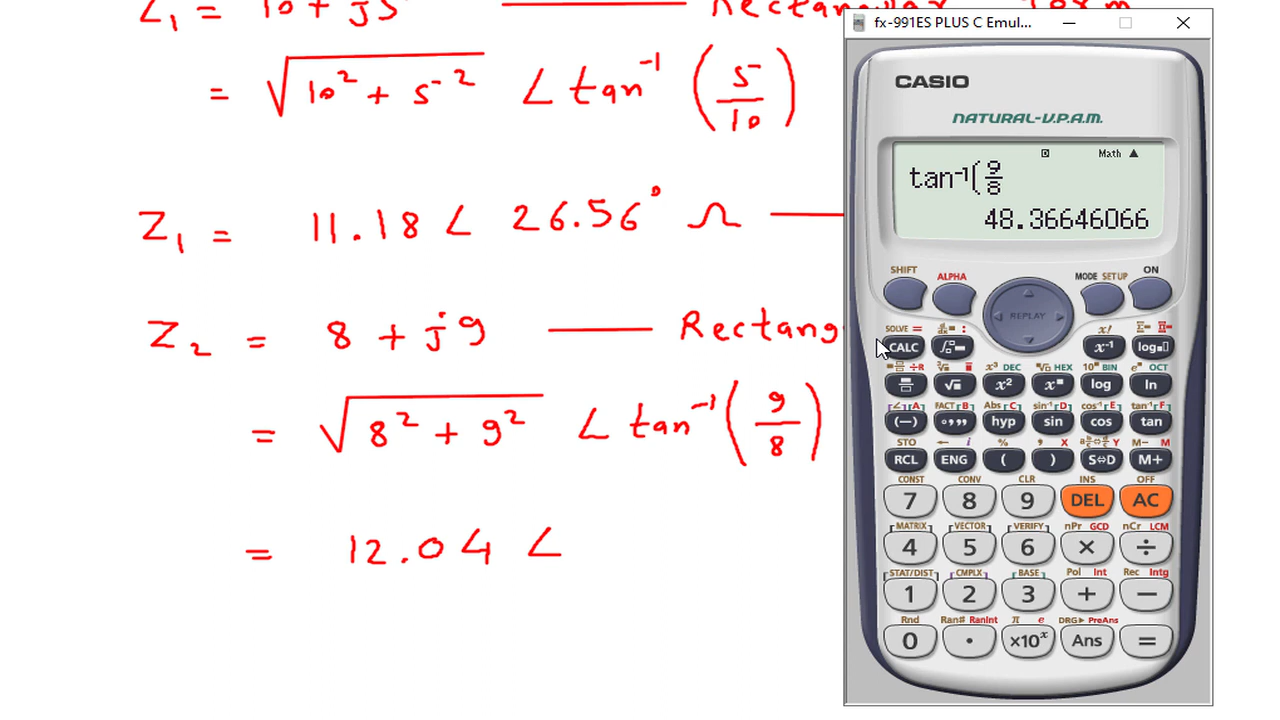 Z₁ = 10 + j5 —— Rectangular form
= √(10² + 5²) ∠ tan⁻¹ (5/10)
Z₁ = 11.18 ∠ 26.56° Ω ——
Z₂ = 8 + j9 —— Rectang
= √(8² + 9²) ∠ tan⁻¹ (9/8)
= 12.04 ∠
fx-991ES PLUS C Emul...
CASIO
NATURAL-V.P.A.M.
D Math ▲
tan⁻¹(9/8
48.36646066
SHIFT ALPHA MODE SETUP ON
REPLAY
SOLVE = d/dx= : x! Σ= Π=
CALC ∫ x⁻¹ log
÷R ³√ x³ DEC ˣ√ HEX 10ˣ BIN eˣ OCT
√ x² xˣ log ln
∠ A FACT B Abs C sin⁻¹ D cos⁻¹ E tan⁻¹ F
(−) °,,, hyp sin cos tan
STO ← i % , X Y M− M
RCL ENG ( ) S⇔D M+
CONST CONV CLR INS OFF
7 8 9 DEL AC
MATRIX VECTOR VERIFY nPr GCD nCr LCM
4 5 6 × ÷
STAT/DIST CMPLX BASE Pol Int Rec Intg
1 2 3 + −
Rnd Ran# RanInt π e DRG▶ PreAns
0 · ×10ˣ Ans =